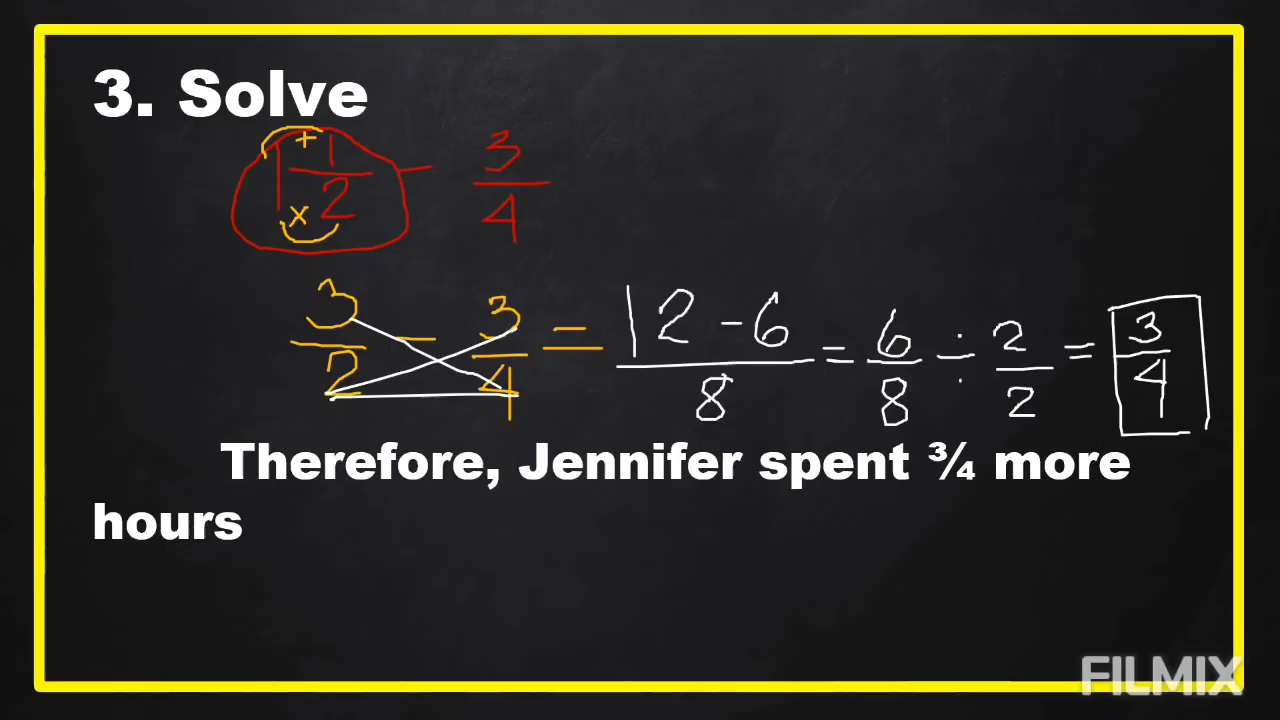 3. Solve
1 1/2 - 3/4
+
×
3/2 - 3/4 = 12 - 6/8 = 6/8 ÷ 2/2 = 3/4
Therefore, Jennifer spent ¾ more
hours
FILMIX